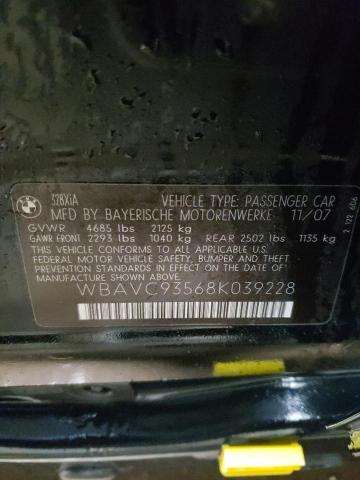 BMW
328XiA
VEHICLE TYPE: PASSENGER CAR
MFD BY BAYERISCHE MOTORENWERKE 11/07
GVWR 4685 lbs 2125 kg
GAWR FRONT 2293 lbs 1040 kg REAR 2502 lbs 1135 kg
THIS VEHICLE CONFORMS TO ALL APPLICABLE U.S.
FEDERAL MOTOR VEHICLE SAFETY, BUMPER, AND
THEFT PREVENTION STANDARDS IN EFFECT ON THE DATE OF
MANUFACTURE SHOWN ABOVE.
WBAVC93568K039228